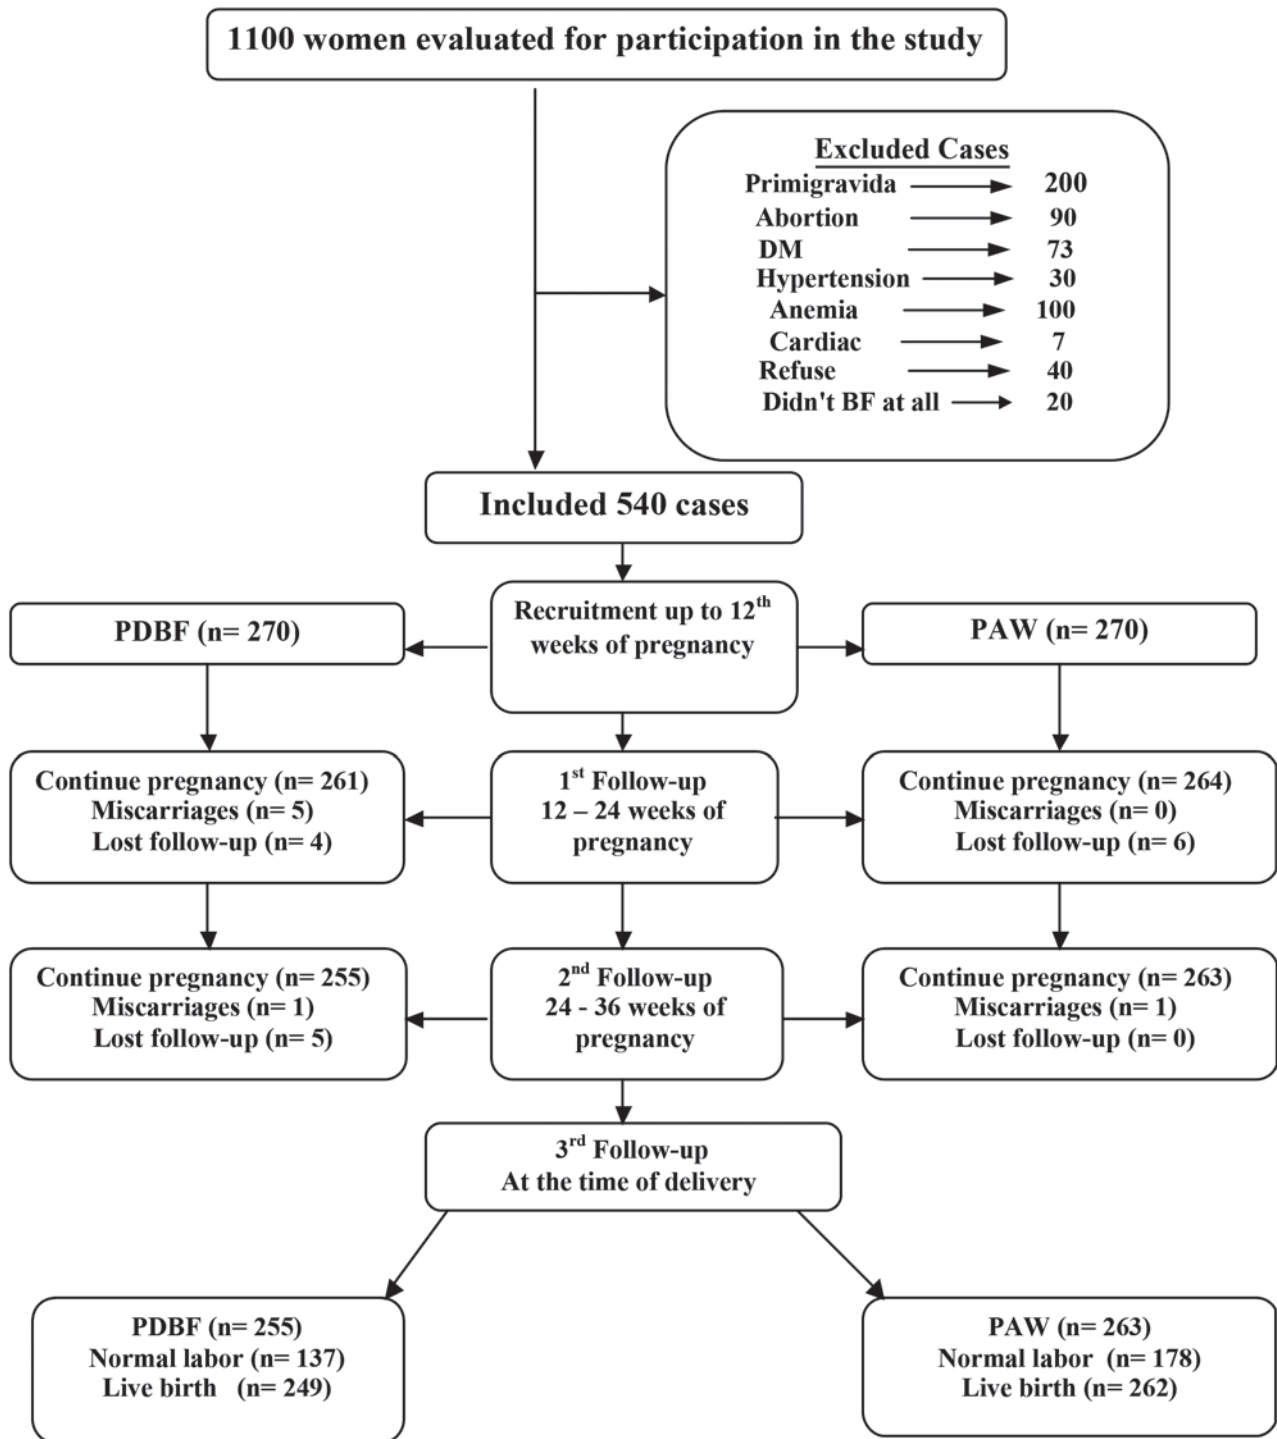 1100 women evaluated for participation in the study
Excluded Cases
Primigravida 200
Abortion 90
DM 73
Hypertension 30
Anemia 100
Cardiac 7
Refuse 40
Didn't BF at all 20
Included 540 cases
Recruitment up to 12th
weeks of pregnancy
PDBF (n= 270)
PAW (n= 270)
Continue pregnancy (n= 261)
Miscarriages (n= 5)
Lost follow-up (n= 4)
1st Follow-up
12 – 24 weeks of
pregnancy
Continue pregnancy (n= 264)
Miscarriages (n= 0)
Lost follow-up (n= 6)
Continue pregnancy (n= 255)
Miscarriages (n= 1)
Lost follow-up (n= 5)
2nd Follow-up
24 - 36 weeks of
pregnancy
Continue pregnancy (n= 263)
Miscarriages (n= 1)
Lost follow-up (n= 0)
3rd Follow-up
At the time of delivery
PDBF (n= 255)
Normal labor (n= 137)
Live birth (n= 249)
PAW (n= 263)
Normal labor (n= 178)
Live birth (n= 262)